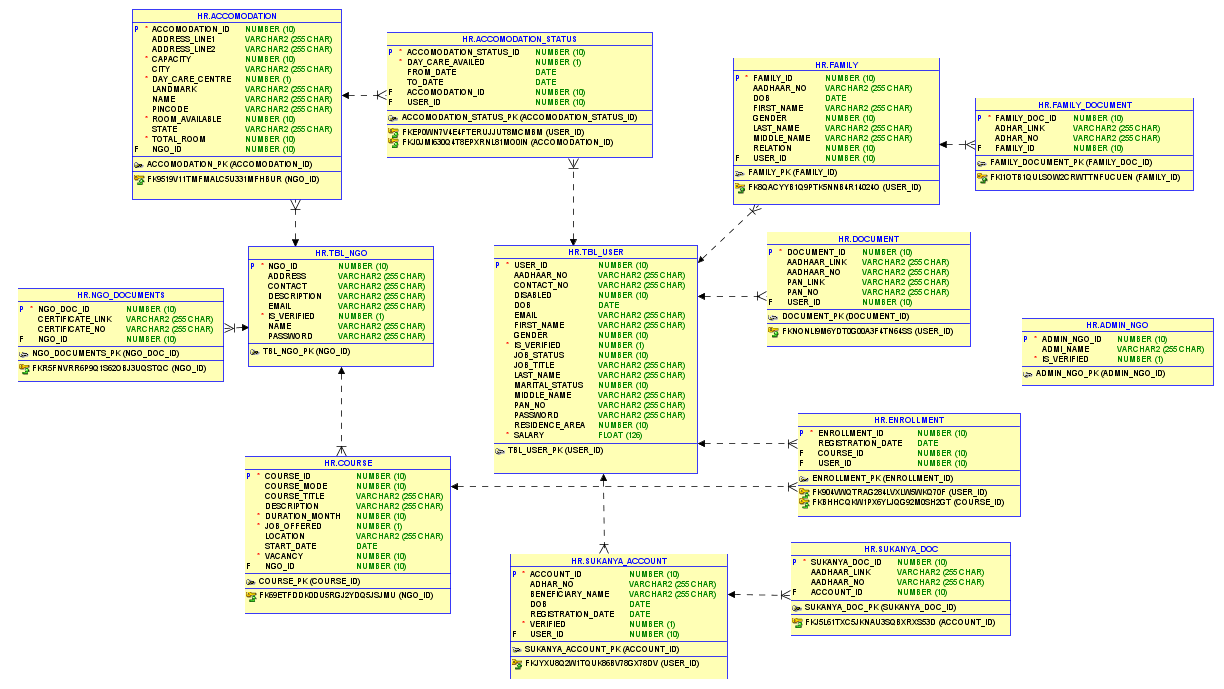 HR.ACCOMODATION
P * ACCOMODATION_ID NUMBER (10)
ADDRESS_LINE1 VARCHAR2 (255 CHAR)
ADDRESS_LINE2 VARCHAR2 (255 CHAR)
* CAPACITY NUMBER (10)
CITY VARCHAR2 (255 CHAR)
* DAY_CARE_CENTRE NUMBER (1)
LANDMARK VARCHAR2 (255 CHAR)
NAME VARCHAR2 (255 CHAR)
PINCODE VARCHAR2 (255 CHAR)
* ROOM_AVAILABLE NUMBER (10)
STATE VARCHAR2 (255 CHAR)
* TOTAL_ROOM NUMBER (10)
F NGO_ID NUMBER (10)
ACCOMODATION_PK (ACCOMODATION_ID)
FK9519V11TMFMALC5U331MFHBUR (NGO_ID)
HR.ACCOMODATION_STATUS
P * ACCOMODATION_STATUS_ID NUMBER (10)
* DAY_CARE_AVAILED NUMBER (1)
FROM_DATE DATE
TO_DATE DATE
F ACCOMODATION_ID NUMBER (10)
F USER_ID NUMBER (10)
ACCOMODATION_STATUS_PK (ACCOMODATION_STATUS_ID)
(USER_ID)
(ACCOMODATION_ID)
HR.FAMILY
P * FAMILY_ID NUMBER (10)
AADHAAR_NO VARCHAR2 (255 CHAR)
DOB DATE
FIRST_NAME VARCHAR2 (255 CHAR)
GENDER NUMBER (10)
LAST_NAME VARCHAR2 (255 CHAR)
MIDDLE_NAME VARCHAR2 (255 CHAR)
RELATION NUMBER (10)
F USER_ID NUMBER (10)
FAMILY_PK (FAMILY_ID)
(USER_ID)
HR.FAMILY_DOCUMENT
P * FAMILY_DOC_ID NUMBER (10)
ADHAR_LINK VARCHAR2 (255 CHAR)
ADHAR_NO VARCHAR2 (255 CHAR)
F FAMILY_ID NUMBER (10)
FAMILY_DOCUMENT_PK (FAMILY_DOC_ID)
(FAMILY_ID)
HR.TBL_NGO
P * NGO_ID NUMBER (10)
ADDRESS VARCHAR2 (255 CHAR)
CONTACT VARCHAR2 (255 CHAR)
DESCRIPTION VARCHAR2 (255 CHAR)
EMAIL VARCHAR2 (255 CHAR)
* IS_VERIFIED NUMBER (1)
NAME VARCHAR2 (255 CHAR)
PASSWORD VARCHAR2 (255 CHAR)
TBL_NGO_PK (NGO_ID)
HR.TBL_USER
P * USER_ID NUMBER (10)
AADHAAR_NO VARCHAR2 (255 CHAR)
CONTACT_NO VARCHAR2 (255 CHAR)
DISABLED NUMBER (10)
DOB DATE
EMAIL VARCHAR2 (255 CHAR)
FIRST_NAME VARCHAR2 (255 CHAR)
GENDER NUMBER (10)
* IS_VERIFIED NUMBER (1)
JOB_STATUS NUMBER (10)
JOB_TITLE VARCHAR2 (255 CHAR)
LAST_NAME VARCHAR2 (255 CHAR)
MARITAL_STATUS NUMBER (10)
MIDDLE_NAME VARCHAR2 (255 CHAR)
PAN_NO VARCHAR2 (255 CHAR)
PASSWORD VARCHAR2 (255 CHAR)
RESIDENCE_AREA NUMBER (10)
* SALARY FLOAT (126)
TBL_USER_PK (USER_ID)
HR.DOCUMENT
P * DOCUMENT_ID NUMBER (10)
AADHAAR_LINK VARCHAR2 (255 CHAR)
AADHAAR_NO VARCHAR2 (255 CHAR)
PAN_LINK VARCHAR2 (255 CHAR)
PAN_NO VARCHAR2 (255 CHAR)
F USER_ID NUMBER (10)
DOCUMENT_PK (DOCUMENT_ID)
(USER_ID)
HR.NGO_DOCUMENTS
P * NGO_DOC_ID NUMBER (10)
CERTIFICATE_LINK VARCHAR2 (255 CHAR)
CERTIFICATE_NO VARCHAR2 (255 CHAR)
F NGO_ID NUMBER (10)
NGO_DOCUMENTS_PK (NGO_DOC_ID)
(NGO_ID)
HR.ADMIN_NGO
P * ADMIN_NGO_ID NUMBER (10)
ADMI_NAME VARCHAR2 (255 CHAR)
* IS_VERIFIED NUMBER (1)
ADMIN_NGO_PK (ADMIN_NGO_ID)
HR.ENROLLMENT
P * ENROLLMENT_ID NUMBER (10)
REGISTRATION_DATE DATE
F COURSE_ID NUMBER (10)
F USER_ID NUMBER (10)
ENROLLMENT_PK (ENROLLMENT_ID)
(USER_ID)
(COURSE_ID)
HR.COURSE
P * COURSE_ID NUMBER (10)
COURSE_MODE NUMBER (10)
COURSE_TITLE VARCHAR2 (255 CHAR)
DESCRIPTION VARCHAR2 (255 CHAR)
* DURATION_MONTH NUMBER (10)
* JOB_OFFERED NUMBER (1)
LOCATION VARCHAR2 (255 CHAR)
START_DATE DATE
* VACANCY NUMBER (10)
F NGO_ID NUMBER (10)
COURSE_PK (COURSE_ID)
(NGO_ID)
HR.SUKANYA_ACCOUNT
P * ACCOUNT_ID NUMBER (10)
ADHAR_NO VARCHAR2 (255 CHAR)
BENEFICIARY_NAME VARCHAR2 (255 CHAR)
DOB DATE
REGISTRATION_DATE DATE
* VERIFIED NUMBER (1)
F USER_ID NUMBER (10)
SUKANYA_ACCOUNT_PK (ACCOUNT_ID)
(USER_ID)
HR.SUKANYA_DOC
P * SUKANYA_DOC_ID NUMBER (10)
AADHAAR_LINK VARCHAR2 (255 CHAR)
AADHAAR_NO VARCHAR2 (255 CHAR)
F ACCOUNT_ID NUMBER (10)
SUKANYA_DOC_PK (SUKANYA_DOC_ID)
(ACCOUNT_ID)